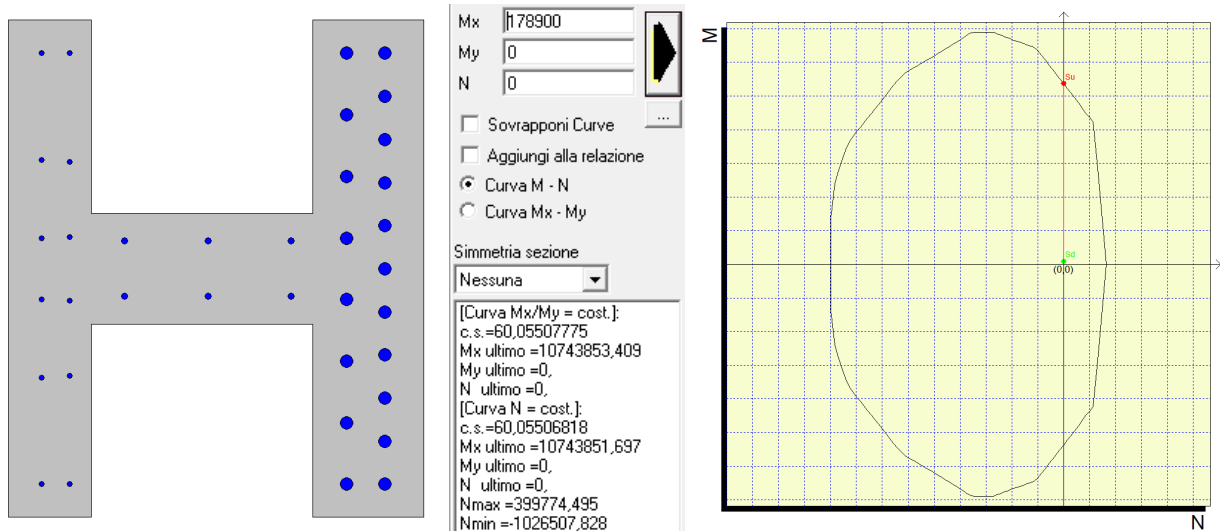 Mx 178900
My 0
N 0
...
Sovrapponi Curve
Aggiungi alla relazione
Curva M - N
Curva Mx - My
Simmetria sezione
Nessuna
[Curva Mx/My = cost.]:
c.s.=60,05507775
Mx ultimo =10743853,409
My ultimo =0,
N ultimo =0,
[Curva N = cost.]:
c.s.=60,05506818
Mx ultimo =10743851,697
My ultimo =0,
N ultimo =0,
Nmax =399774,495
Nmin =-1026507,828
M
Su
Sd
(0,0)
N